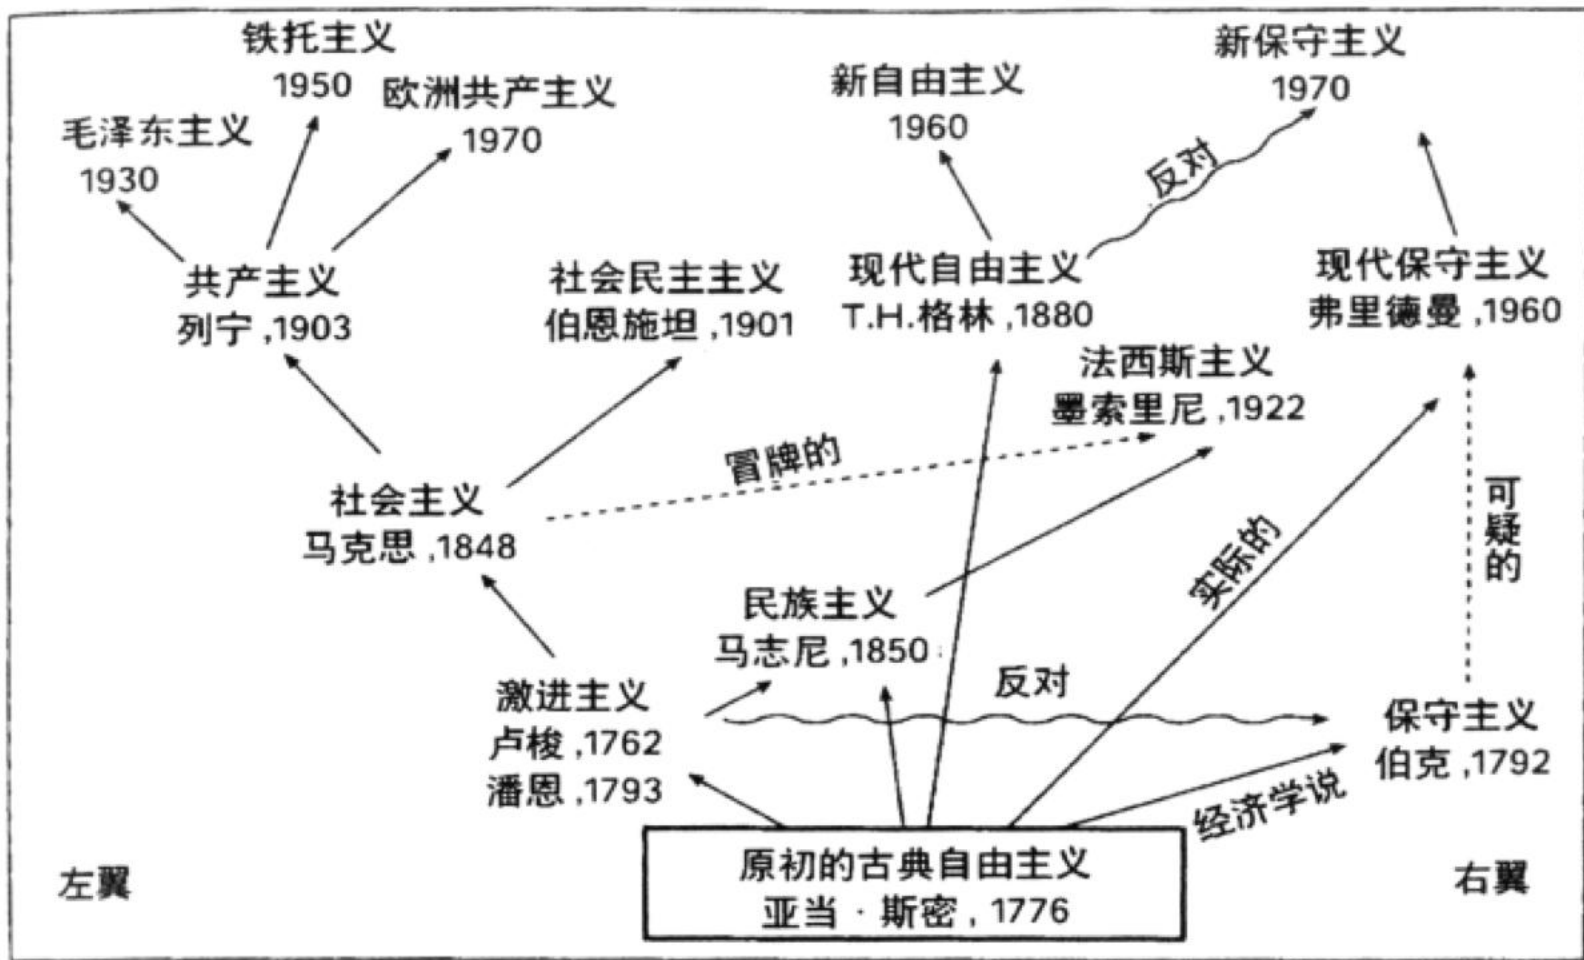 铁托主义
1950
新保守主义
1970
欧洲共产主义
1970
新自由主义
1960
毛泽东主义
1930
反对
共产主义
列宁,1903
社会民主主义
伯恩施坦,1901
现代自由主义
T.H.格林,1880
现代保守主义
弗里德曼,1960
法西斯主义
墨索里尼,1922
冒牌的
社会主义
马克思,1848
可疑的
实际的
民族主义
马志尼,1850
反对
激进主义
卢梭,1762
潘恩,1793
保守主义
伯克,1792
经济学说
原初的古典自由主义
亚当·斯密,1776
左翼
右翼